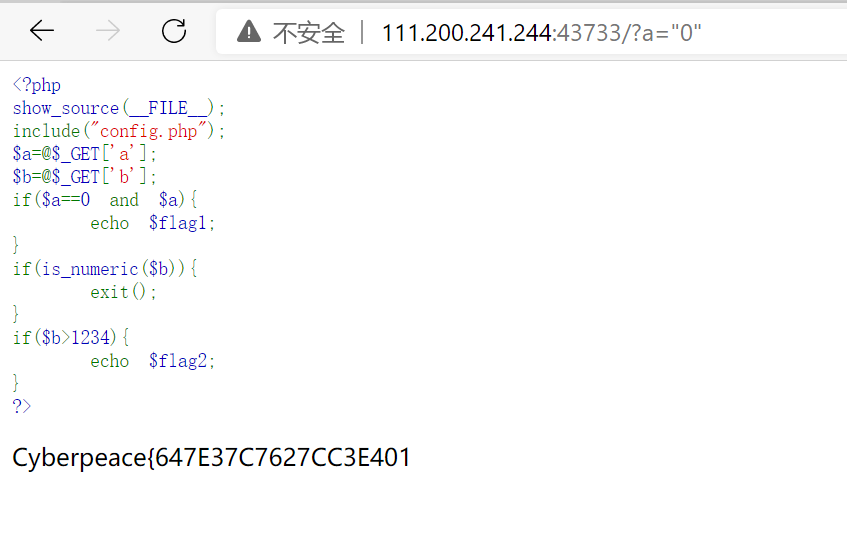 不安全 | 111.200.241.244:43733/?a="0"
<?php
show_source(__FILE__);
include("config.php");
$a=@$_GET['a'];
$b=@$_GET['b'];
if($a==0 and $a){
echo $flag1;
}
if(is_numeric($b)){
exit();
}
if($b>1234){
echo $flag2;
}
?>
Cyberpeace{647E37C7627CC3E401